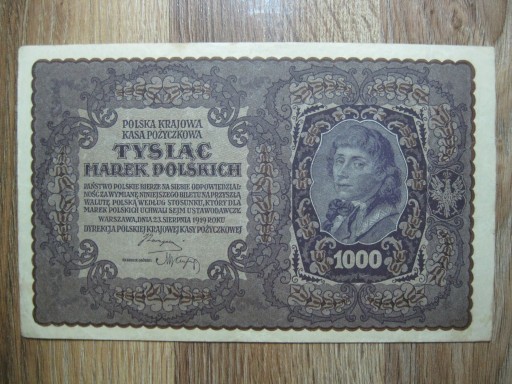 POLSKA KRAJOWA
KASA POŻYCZKOWA
TYSIĄC
MAREK POLSKICH
PAŃSTWO POLSKIE BIERZE NA SIEBIE ODPOWIEDZIAL-
NOŚĆ ZA WYMIANĘ NINIEJSZEGO BILETU NA PRZYSZŁĄ
WALUTĘ POLSKĄ WEDŁUG STOSUNKU, KTÓRY DLA
MAREK POLSKICH UCHWALI SEJM USTAWODAWCZY.
WARSZAWA, DNIA 23. SIERPNIA 1919 ROKU
DYREKCJA POLSKIEJ KRAJOWEJ KASY POŻYCZKOWEJ
1000